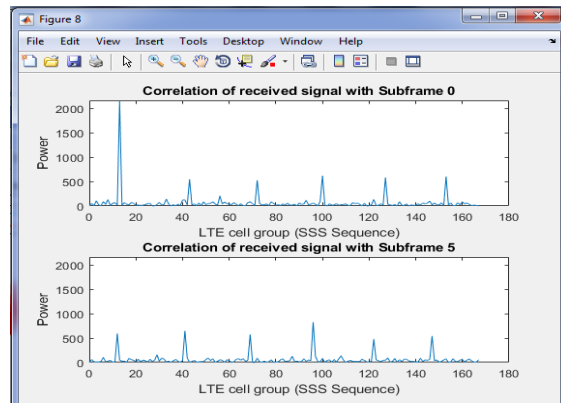 Figure 8
File Edit View Insert Tools Desktop Window Help
Correlation of received signal with Subframe 0
2000
1500
1000
500
0
Power
0 20 40 60 80 100 120 140 160 180
LTE cell group (SSS Sequence)
Correlation of received signal with Subframe 5
2000
1500
1000
500
0
Power
0 20 40 60 80 100 120 140 160 180
LTE cell group (SSS Sequence)